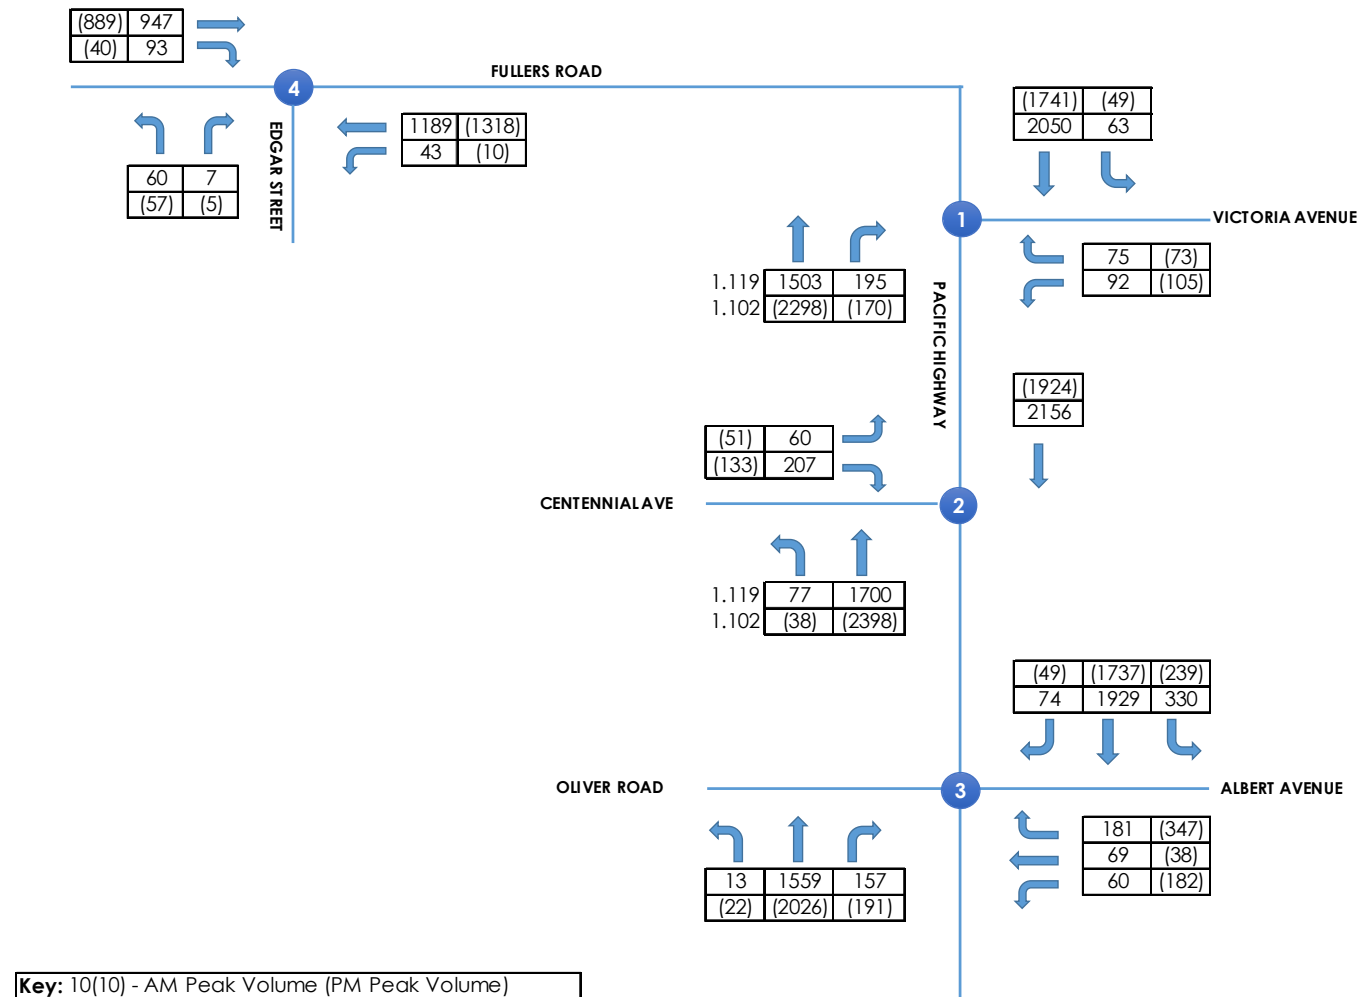 (889) 947
(40) 93
FULLERS ROAD
4
EDGAR STREET
1189 (1318)
43 (10)
60 7
(57) (5)
(1741) (49)
2050 63
1
VICTORIA AVENUE
75 (73)
92 (105)
1.119 1503 195
1.102 (2298) (170)
PACIFIC HIGHWAY
(1924)
2156
(51) 60
(133) 207
CENTENNIAL AVE
2
1.119 77 1700
1.102 (38) (2398)
(49) (1737) (239)
74 1929 330
OLIVER ROAD
3
ALBERT AVENUE
181 (347)
69 (38)
60 (182)
13 1559 157
(22) (2026) (191)
Key: 10(10) - AM Peak Volume (PM Peak Volume)